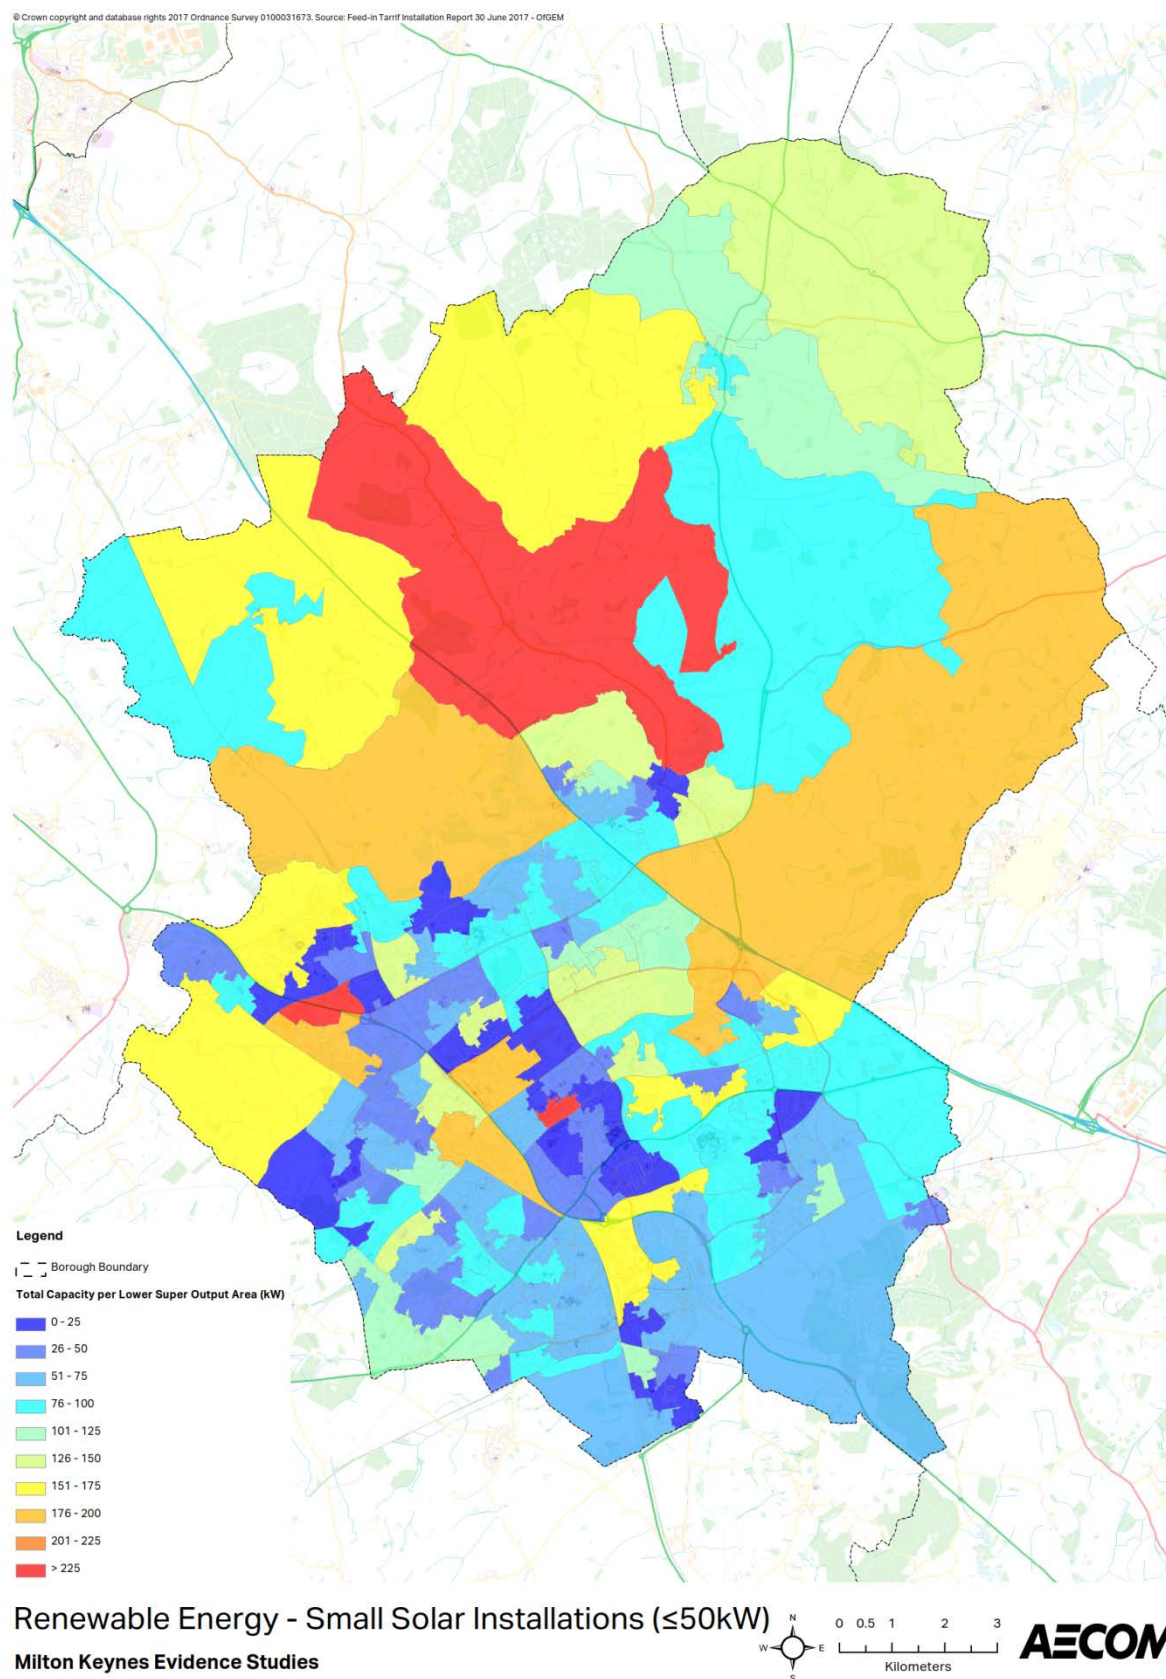 © Crown copyright and database rights 2017 Ordnance Survey 0100031673. Source: Feed-in Tarrif Installation Report 30 June 2017 - OfGEM
Legend
Borough Boundary
Total Capacity per Lower Super Output Area (kW)
0 - 25
26 - 50
51 - 75
76 - 100
101 - 125
126 - 150
151 - 175
176 - 200
201 - 225
> 225
Renewable Energy - Small Solar Installations (≤50kW)
Milton Keynes Evidence Studies
N
W E
S
0 0.5 1 2 3
Kilometers
AECOM